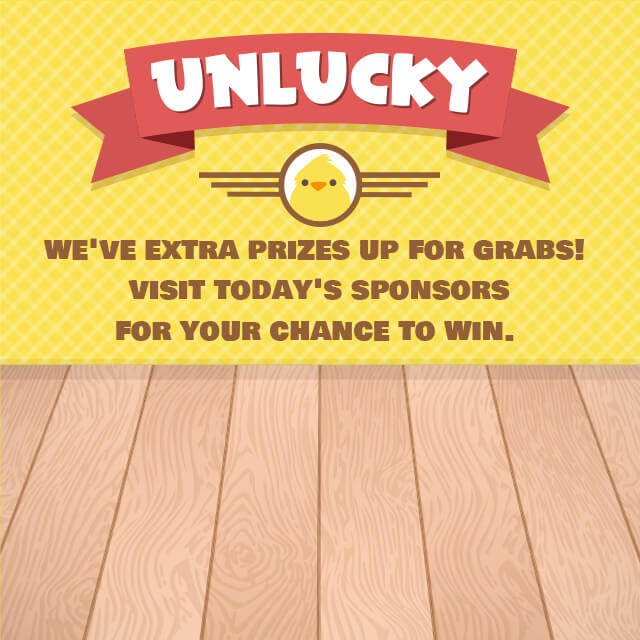 UNLUCKY
WE'VE EXTRA PRIZES UP FOR GRABS!
VISIT TODAY'S SPONSORS
FOR YOUR CHANCE TO WIN.